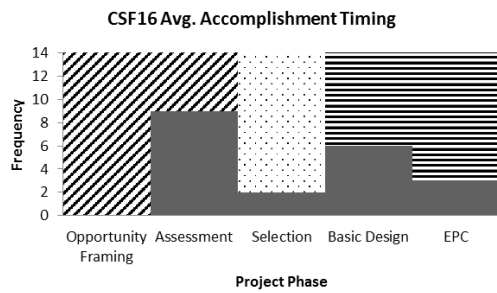 CSF16 Avg. Accomplishment Timing
14
12
10
8
6
4
2
0
Frequency
Opportunity Framing
Assessment
Selection
Basic Design
EPC
Project Phase